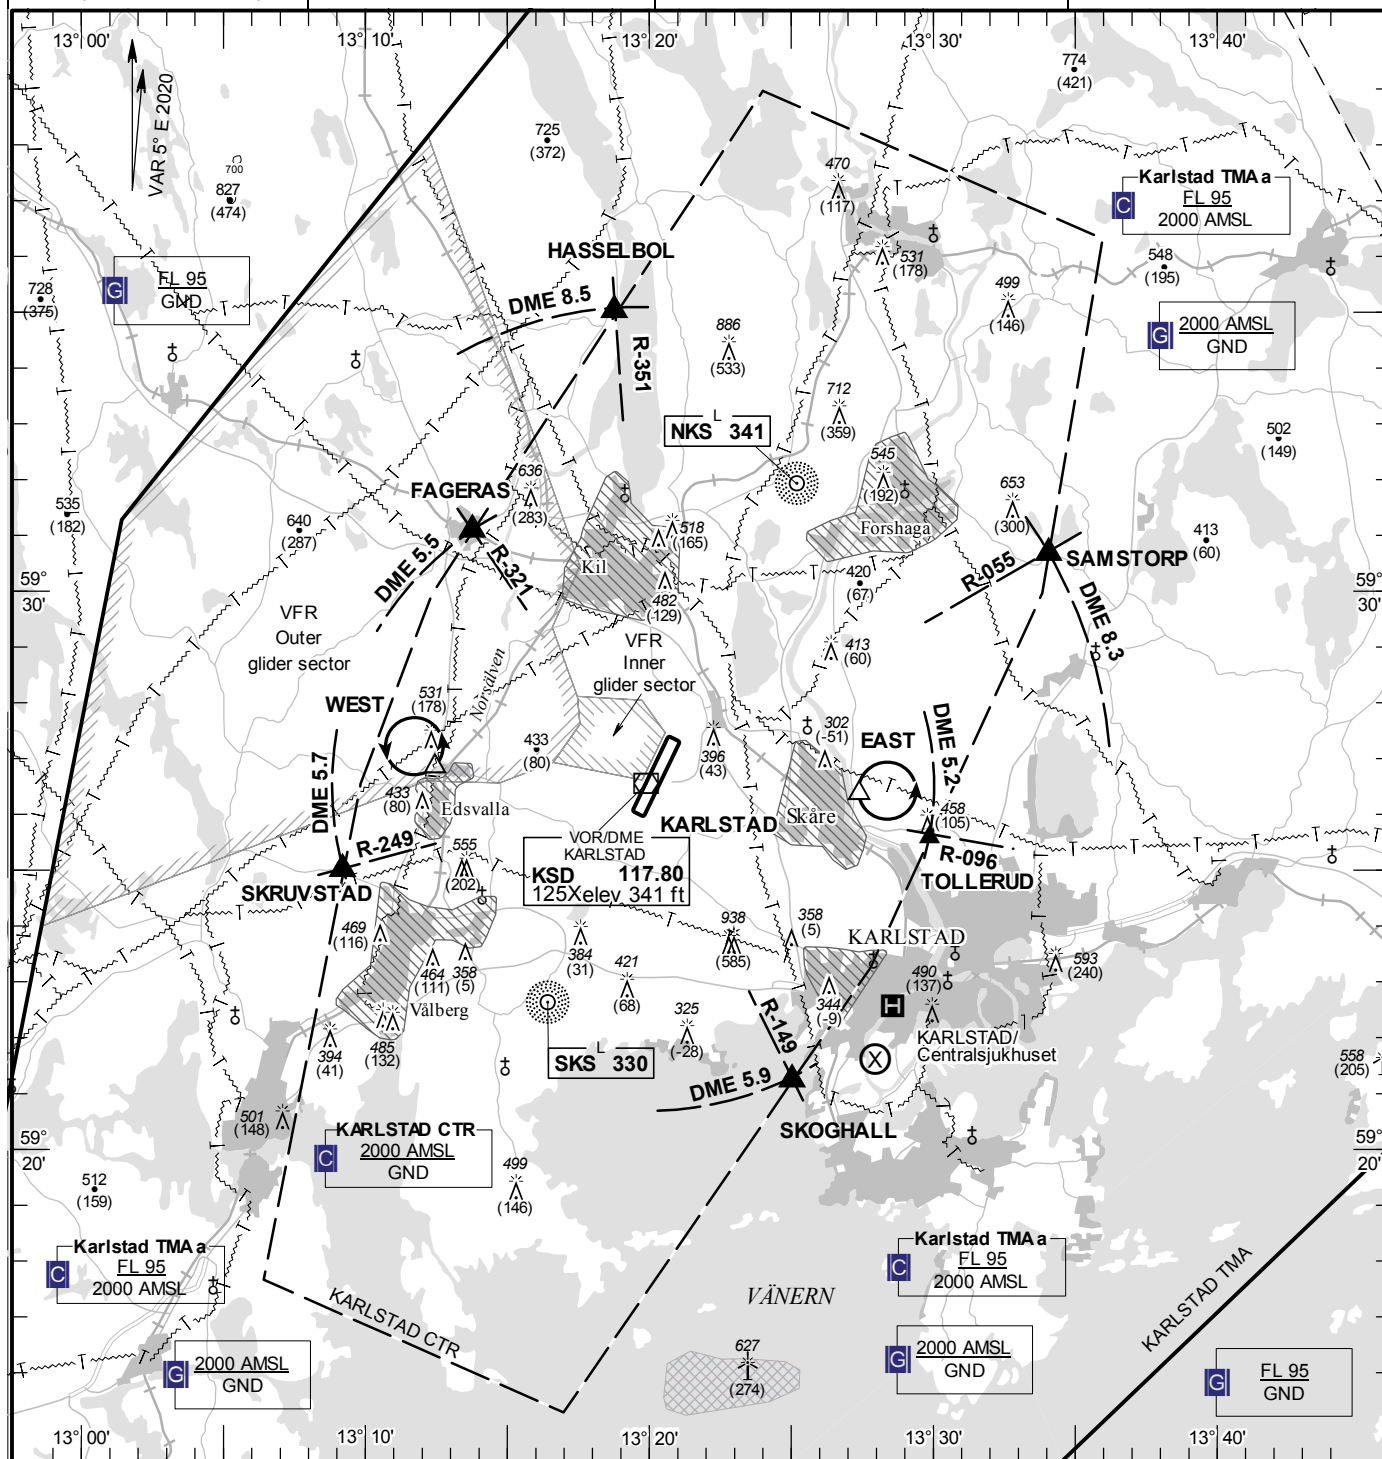 13°00'
13°10'
13°20'
13°30'
13°40'
VAR 5° E 2020
774
(421)
725
(372)
700
827
(474)
470
(117)
Karlstad TMA a
C
FL 95
2000 AMSL
HASSELBOL
531
(178)
548
(195)
G
FL 95
GND
728
(375)
DME 8.5
499
(146)
886
(533)
G
2000 AMSL
GND
R-351
712
(359)
L
NKS 341
502
(149)
545
(192)
636
(283)
FAGERAS
653
(300)
535
(182)
640
(287)
518
(165)
Forshaga
413
(60)
DME 5.5
R-321
Kil
SAMSTORP
R-055
420
(67)
59°
30'
59°
30'
482
(-129)
DME 8.3
VFR
Outer
glider sector
VFR
Inner
glider sector
413
(60)
Norsälven
531
(178)
WEST
302
(-51)
EAST
DME 5.2
433
(80)
396
(43)
DME 5.7
433
(80)
Edsvalla
Skåre
458
(105)
KARLSTAD
R-249
VOR/DME
KARLSTAD
KSD 117.80
125X elev 341 ft
R-096
TOLLERUD
555
(202)
SKRUVSTAD
469
(116)
384
(31)
938
(585)
358
(5)
KARLSTAD
593
(240)
464
(111)
358
(5)
421
(68)
490
(137)
344
(-9)
H
Vålberg
485
(132)
394
(41)
325
(-28)
R-149
KARLSTAD/
Centralsjukhuset
L
SKS 330
X
558
(205)
DME 5.9
501
(148)
SKOGHALL
KARLSTAD CTR
C
2000 AMSL
GND
59°
20'
499
(146)
512
(159)
Karlstad TMA a
C
FL 95
2000 AMSL
Karlstad TMA a
C
FL 95
2000 AMSL
KARLSTAD TMA
VÄNERN
KARLSTAD CTR
G
2000 AMSL
GND
627
(274)
G
2000 AMSL
GND
G
FL 95
GND
13°00'
13°10'
13°20'
13°30'
13°40'